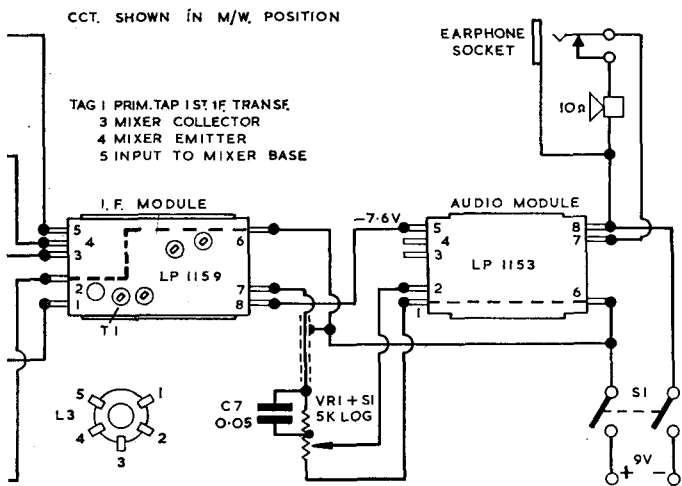 CCT. SHOWN IN M/W. POSITION
EARPHONE
SOCKET
10Ω
TAG 1 PRIM. TAP 1ST. IF. TRANSF.
3 MIXER COLLECTOR
4 MIXER EMITTER
5 INPUT TO MIXER BASE
I.F. MODULE
-7·6V
AUDIO MODULE
5
4
3
2
1
6
7
8
LP 1159
T1
5
4
3
2
1
8
7
6
LP 1153
L3
5
1
4
2
3
C7
0·05
VR1 + S1
5K LOG
S1
+ 9V -